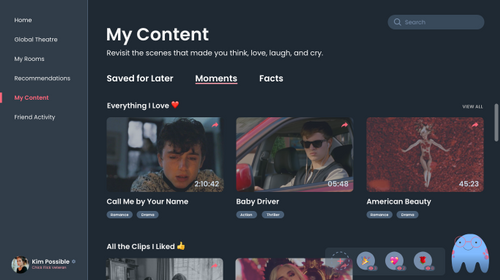 Home
Global Theatre
My Rooms
Recommendations
My Content
Friend Activity
Search
My Content
Revisit the scenes that made you think, love, laugh, and cry.
Saved for Later
Moments
Facts
Everything I Love ❤️
VIEW ALL
2:10:42
05:48
45:23
Call Me by Your Name
Baby Driver
American Beauty
Romance
Drama
Action
Thriller
Romance
Drama
All the Clips I Liked 👍
Kim Possible